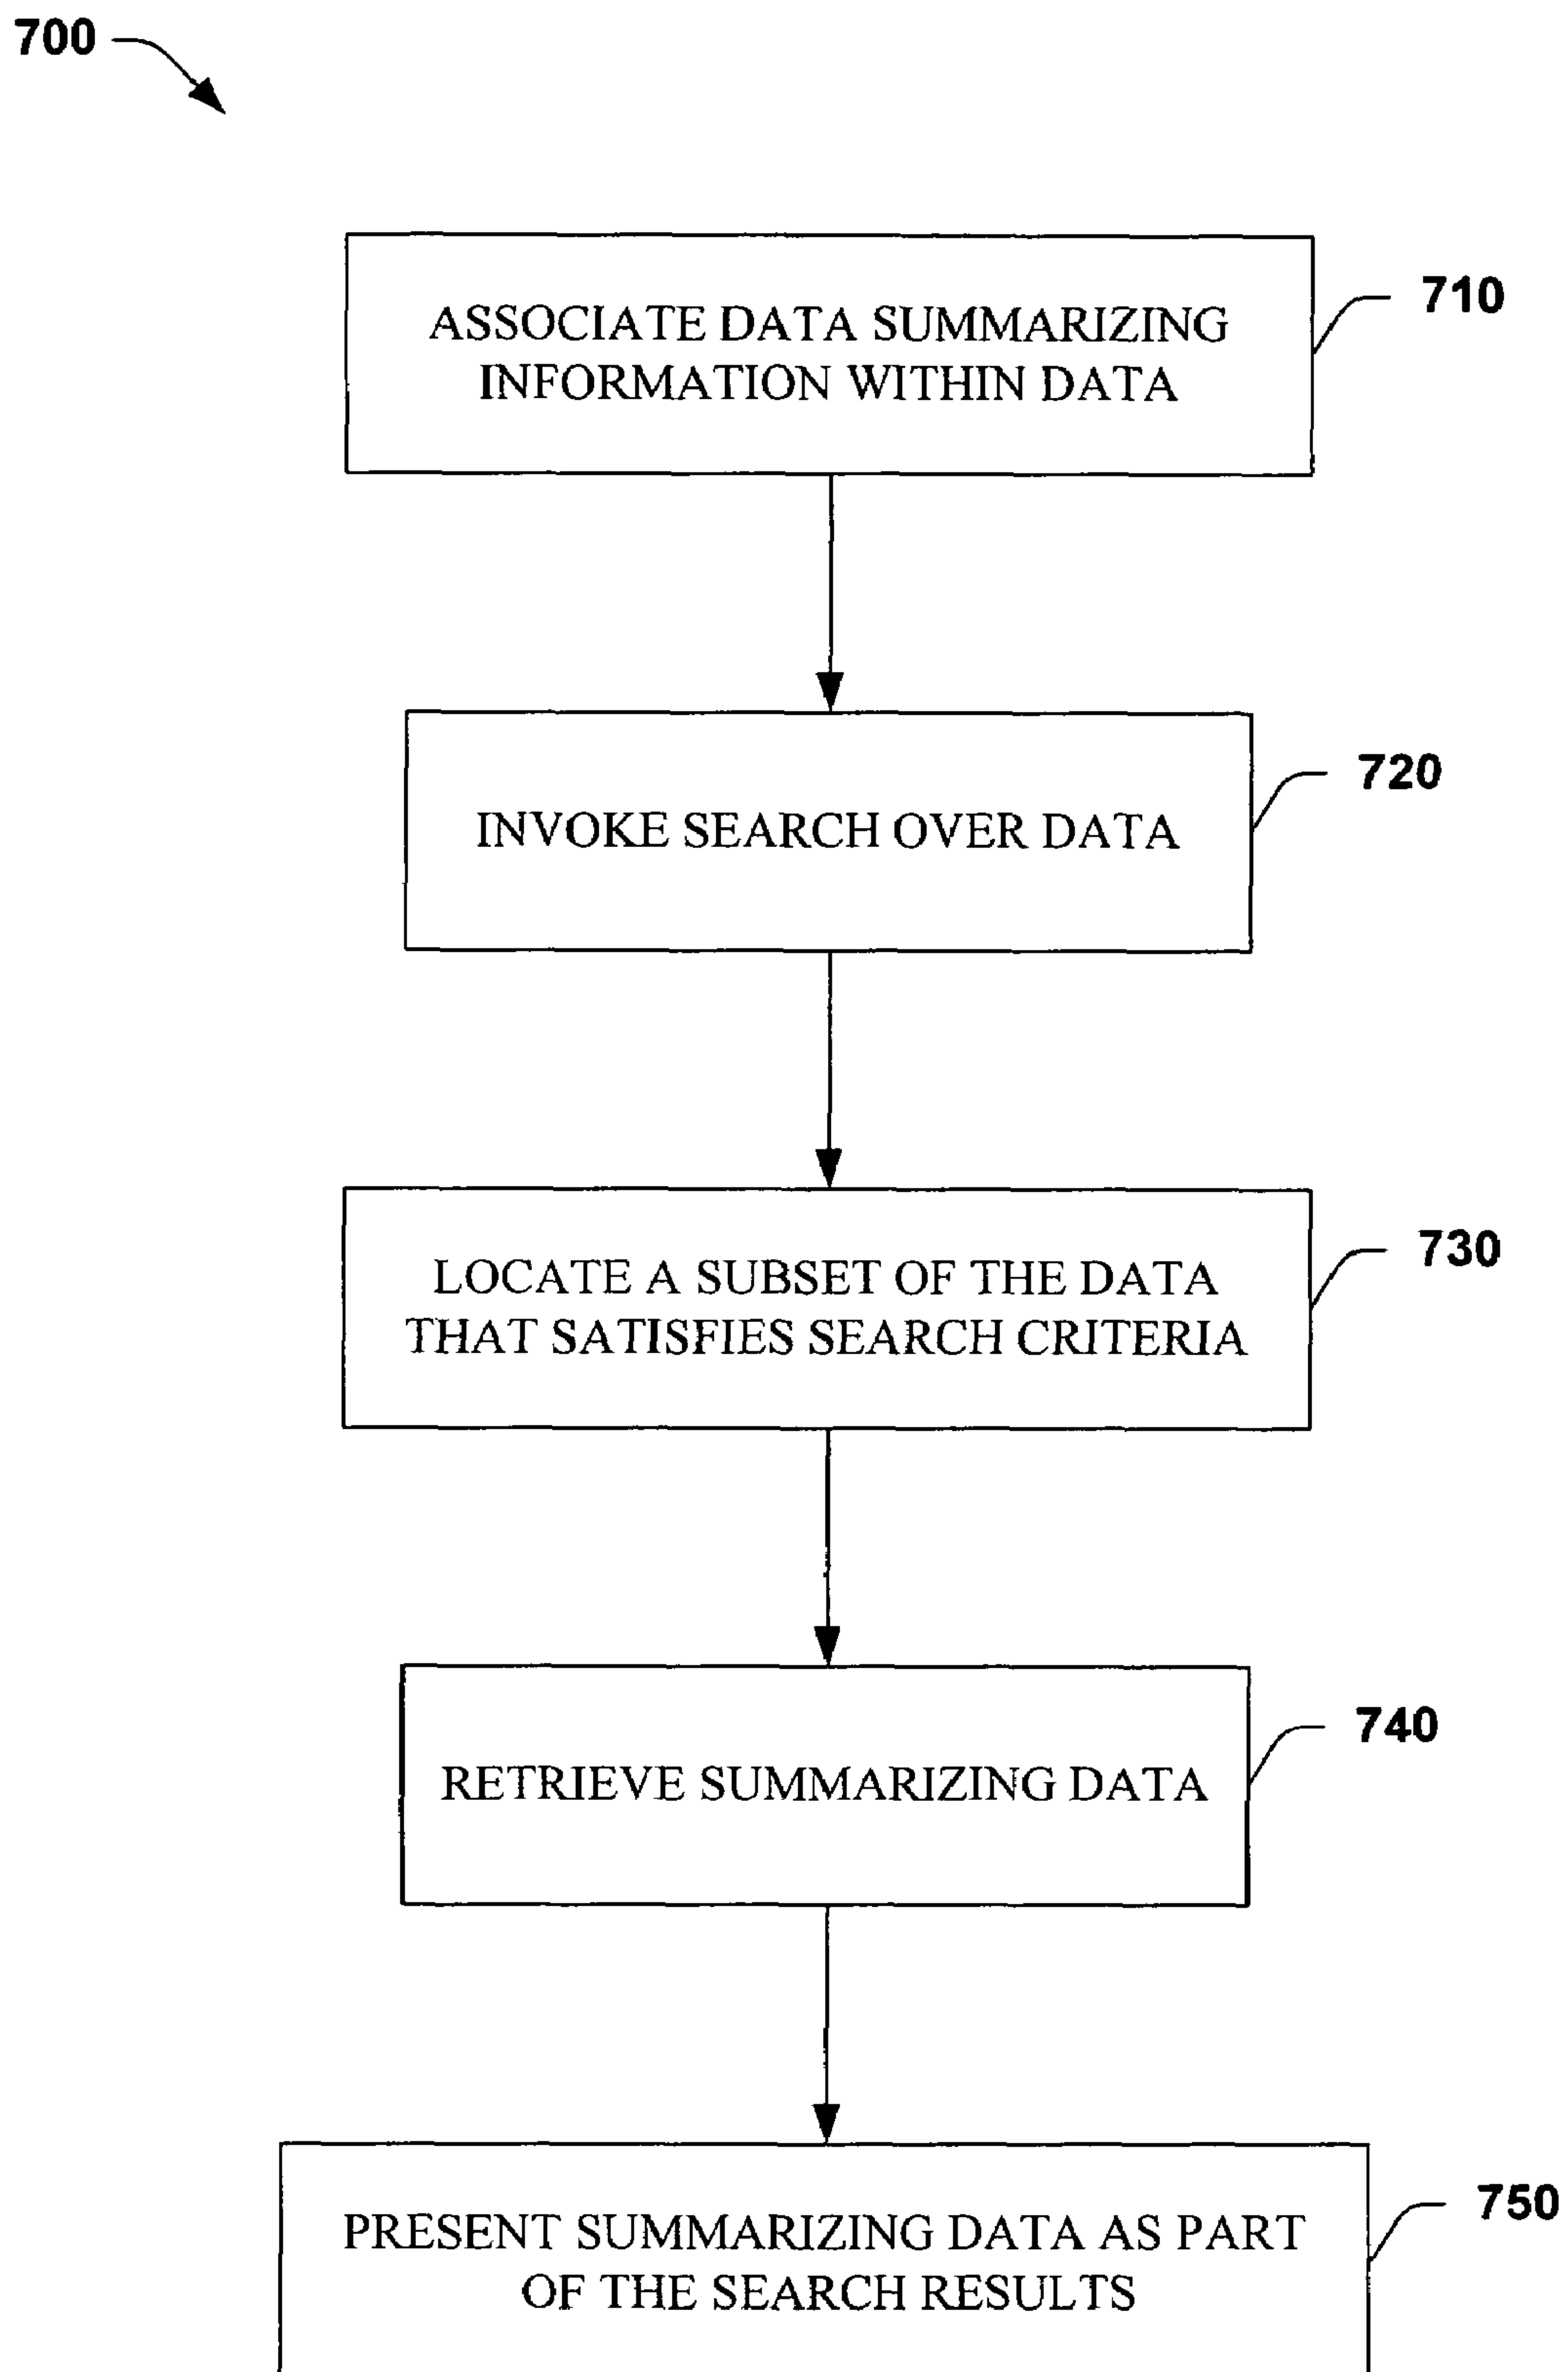 700
ASSOCIATE DATA SUMMARIZING
INFORMATION WITHIN DATA
710
INVOKE SEARCH OVER DATA
720
LOCATE A SUBSET OF THE DATA
THAT SATISFIES SEARCH CRITERIA
730
RETRIEVE SUMMARIZING DATA
740
PRESENT SUMMARIZING DATA AS PART
OF THE SEARCH RESULTS
750